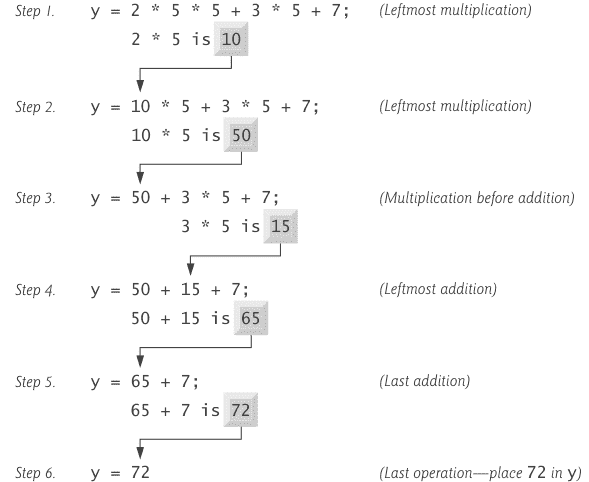 Step 1. y = 2 * 5 * 5 + 3 * 5 + 7; (Leftmost multiplication)
2 * 5 is 10
Step 2. y = 10 * 5 + 3 * 5 + 7; (Leftmost multiplication)
10 * 5 is 50
Step 3. y = 50 + 3 * 5 + 7; (Multiplication before addition)
3 * 5 is 15
Step 4. y = 50 + 15 + 7; (Leftmost addition)
50 + 15 is 65
Step 5. y = 65 + 7; (Last addition)
65 + 7 is 72
Step 6. y = 72 (Last operation—place 72 in y)